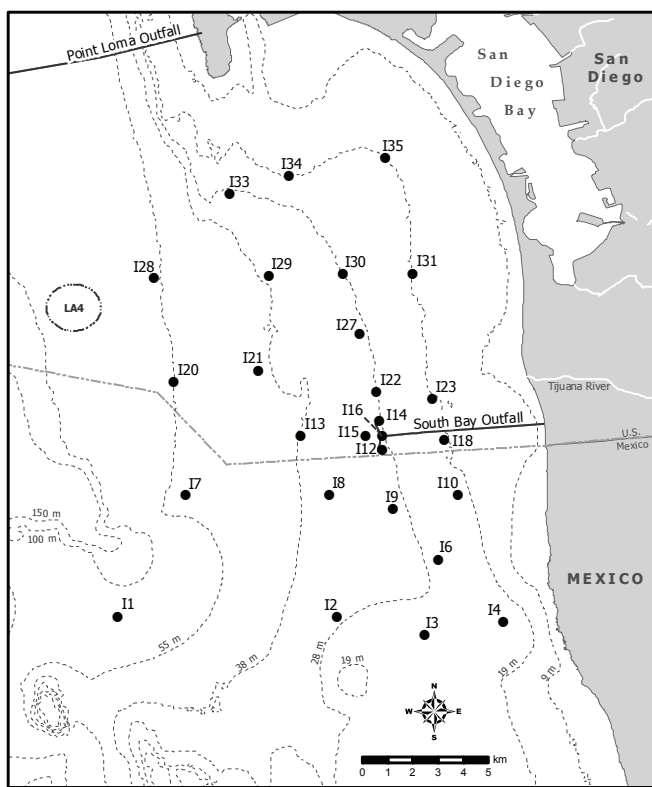 Point Loma Outfall
San
Diego
Bay
San
Diego
I35
I34
I33
I28
I29
I30
I31
LA4
I27
I20
I21
I22
I23
Tijuana River
I16
I14
South Bay Outfall
I13
I15
I18
U.S.
Mexico
I12
I7
I8
I10
I9
150 m
100 m
I6
MEXICO
I1
I2
I3
I4
55 m
38 m
28 m
19 m
19 m
9 m
N
W
E
S
km
0 1 2 3 4 5